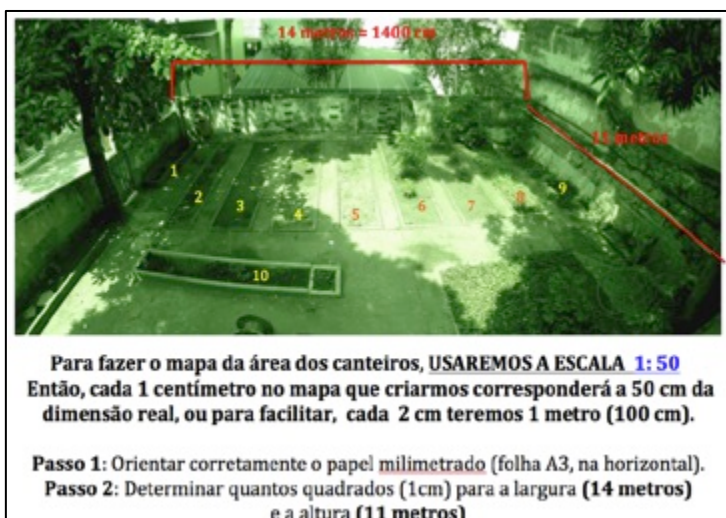 14 metros = 1400 cm
11 metros
1
2
3
4
5
6
7
8
9
10
Para fazer o mapa da área dos canteiros, USAREMOS A ESCALA 1: 50
Então, cada 1 centímetro no mapa que criarmos corresponderá a 50 cm da
dimensão real, ou para facilitar, cada 2 cm teremos 1 metro (100 cm).
Passo 1: Orientar corretamente o papel milimetrado (folha A3, na horizontal).
Passo 2: Determinar quantos quadrados (1cm) para a largura (14 metros)
e a altura (11 metros)